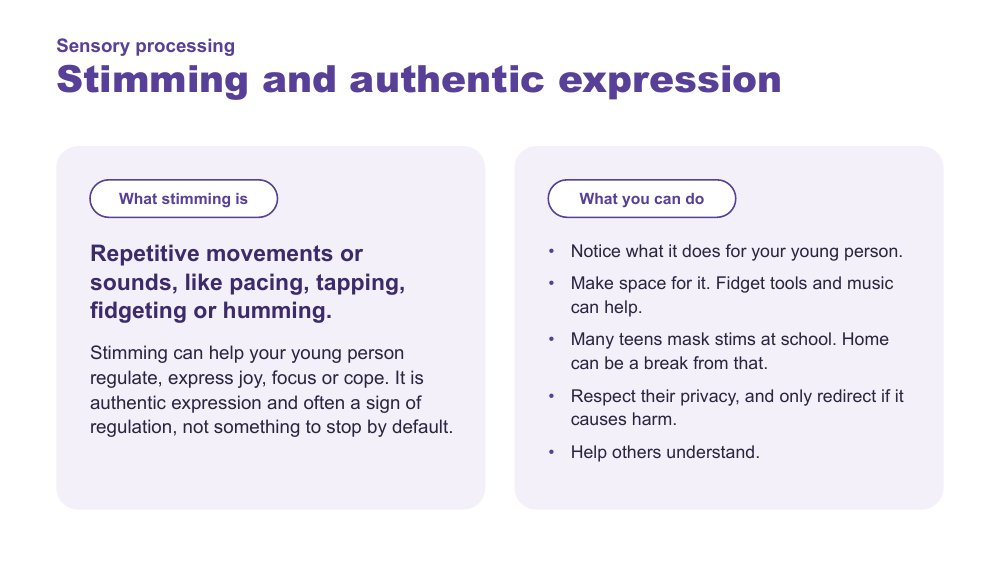 Sensory processing
Stimming and authentic expression
What stimming is
Repetitive movements or
sounds, like pacing, tapping,
fidgeting or humming.
Stimming can help your young person
regulate, express joy, focus or cope. It is
authentic expression and often a sign of
regulation, not something to stop by default.
What you can do
• Notice what it does for your young person.
• Make space for it. Fidget tools and music
can help.
• Many teens mask stims at school. Home
can be a break from that.
• Respect their privacy, and only redirect if it
causes harm.
• Help others understand.